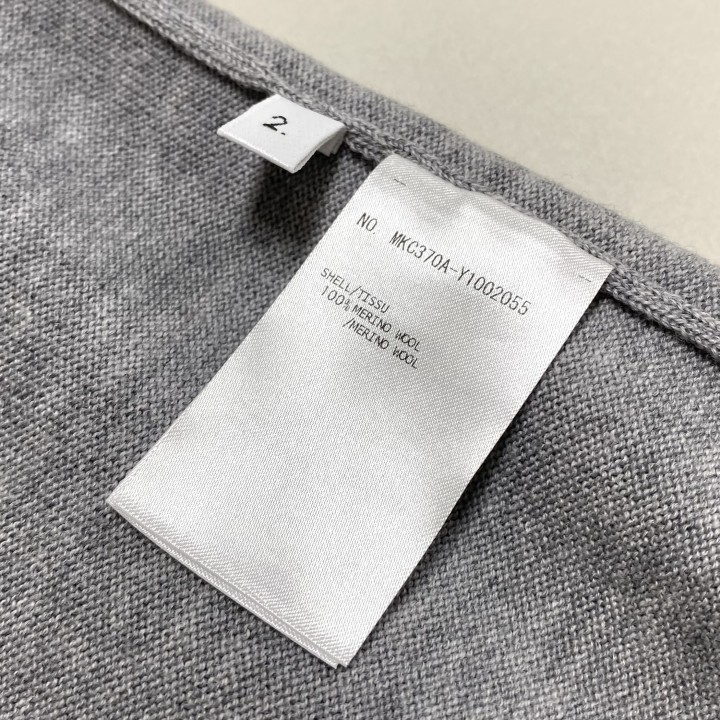 2.
NO. MKC370A-Y1002055
SHELL/TISSU
100% MERINO WOOL
/MERINO WOOL